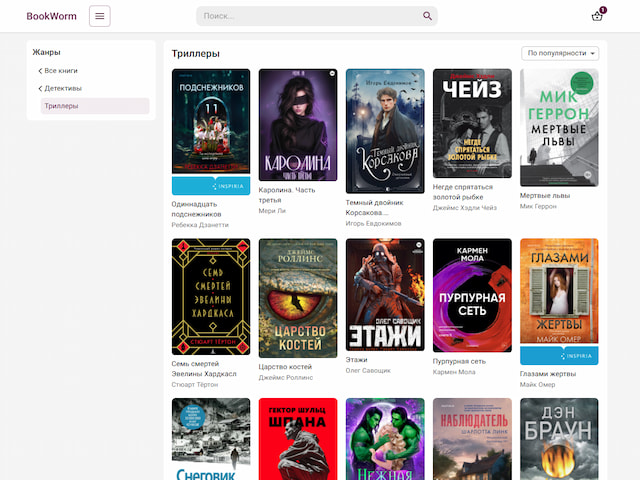 BookWorm
Поиск...
1
Жанры
Все книги
Детективы
Триллеры
Триллеры
По популярности
ПОДСНЕЖНИКОВ
11
INSPIRIA
Одиннадцать
подснежников
Ребекка Дзанетти
КАРОЛИНА
ЧАСТЬ ТРЕТЬЯ
Каролина. Часть
третья
Мери Ли
Игорь Евдокимов
Темный двойник
Корсакова
Темный двойник
Корсакова....
Игорь Евдокимов
ЧЕЙЗ
НЕГДЕ
СПРЯТАТЬСЯ
ЗОЛОТОЙ РЫБКЕ
Негде спрятаться
золотой рыбке
Джеймс Хэдли Чейз
МИК
ГЕРРОН
МЕРТВЫЕ
ЛЬВЫ
Мертвые львы
Мик Геррон
СЕМЬ
СМЕРТЕЙ
ЭВЕЛИНЫ
ХАРДКАСЛ
СТЮАРТ ТЁРТОН
Семь смертей
Эвелины Хардкасл
Стюарт Тёртон
ДЖЕЙМС
РОЛЛИНС
ЦАРСТВО
КОСТЕЙ
Царство костей
Джеймс Роллинс
ОЛЕГ САВОЩИК
ЭТАЖИ
Этажи
Олег Савощик
КАРМЕН
МОЛА
ПУРПУРНАЯ
СЕТЬ
Пурпурная сеть
Кармен Мола
ГЛАЗАМИ
ЖЕРТВЫ
МАЙК ОМЕР
INSPIRIA
Глазами жертвы
Майк Омер
Снеговик
ГЕКТОР ШУЛЬЦ
ШПАНА
НЕЖНАЯ
НАБЛЮДАТЕЛЬ
ШАРЛОТТА ЛИНК
ДЭН
БРАУН